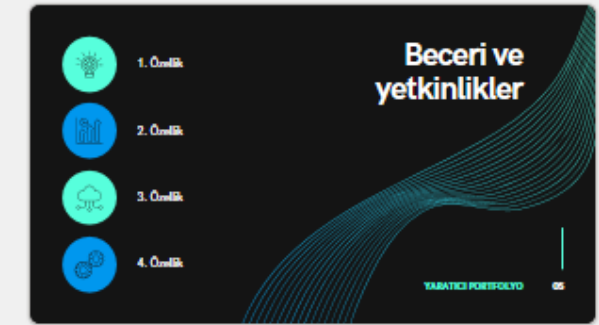 Beceri ve
yetkinlikler
1. Özellik
2. Özellik
3. Özellik
4. Özellik
YARATICI PORTFOLYO
05